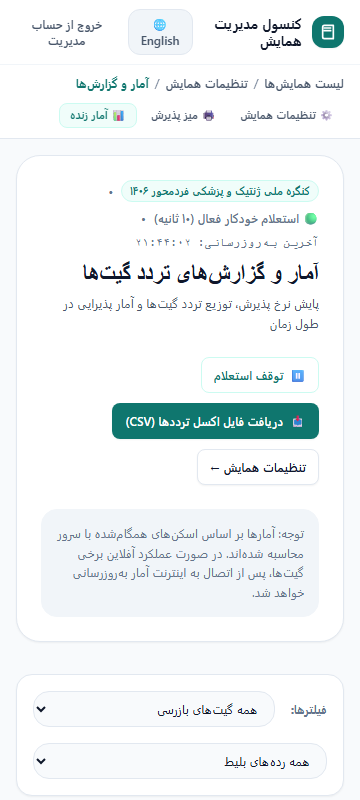 کنسول مدیریت
همایش
English
خروج از حساب
مدیریت
لیست همایش‌ها / تنظیمات همایش / آمار و گزارش‌ها
تنظیمات همایش
میز پذیرش
آمار زنده
کنگره ملی ژنتیک و پزشکی فردمحور ۱۴۰۶ •
استعلام خودکار فعال (۱۰ ثانیه) •
آخرین به‌روزرسانی: ۲۱:۴۴:۰۲
آمار و گزارش‌های تردد گیت‌ها
پایش نرخ پذیرش، توزیع تردد گیت‌ها و آمار پذیرایی در
طول زمان
توقف استعلام
دریافت فایل اکسل ترددها (CSV)
تنظیمات همایش ←
توجه: آمارها بر اساس اسکن‌های همگام‌شده با سرور
محاسبه شده‌اند. در صورت عملکرد آفلاین برخی
گیت‌ها، پس از اتصال به اینترنت آمار به‌روزرسانی
خواهد شد.
فیلترها:
همه گیت‌های بازرسی
همه رده‌های بلیط